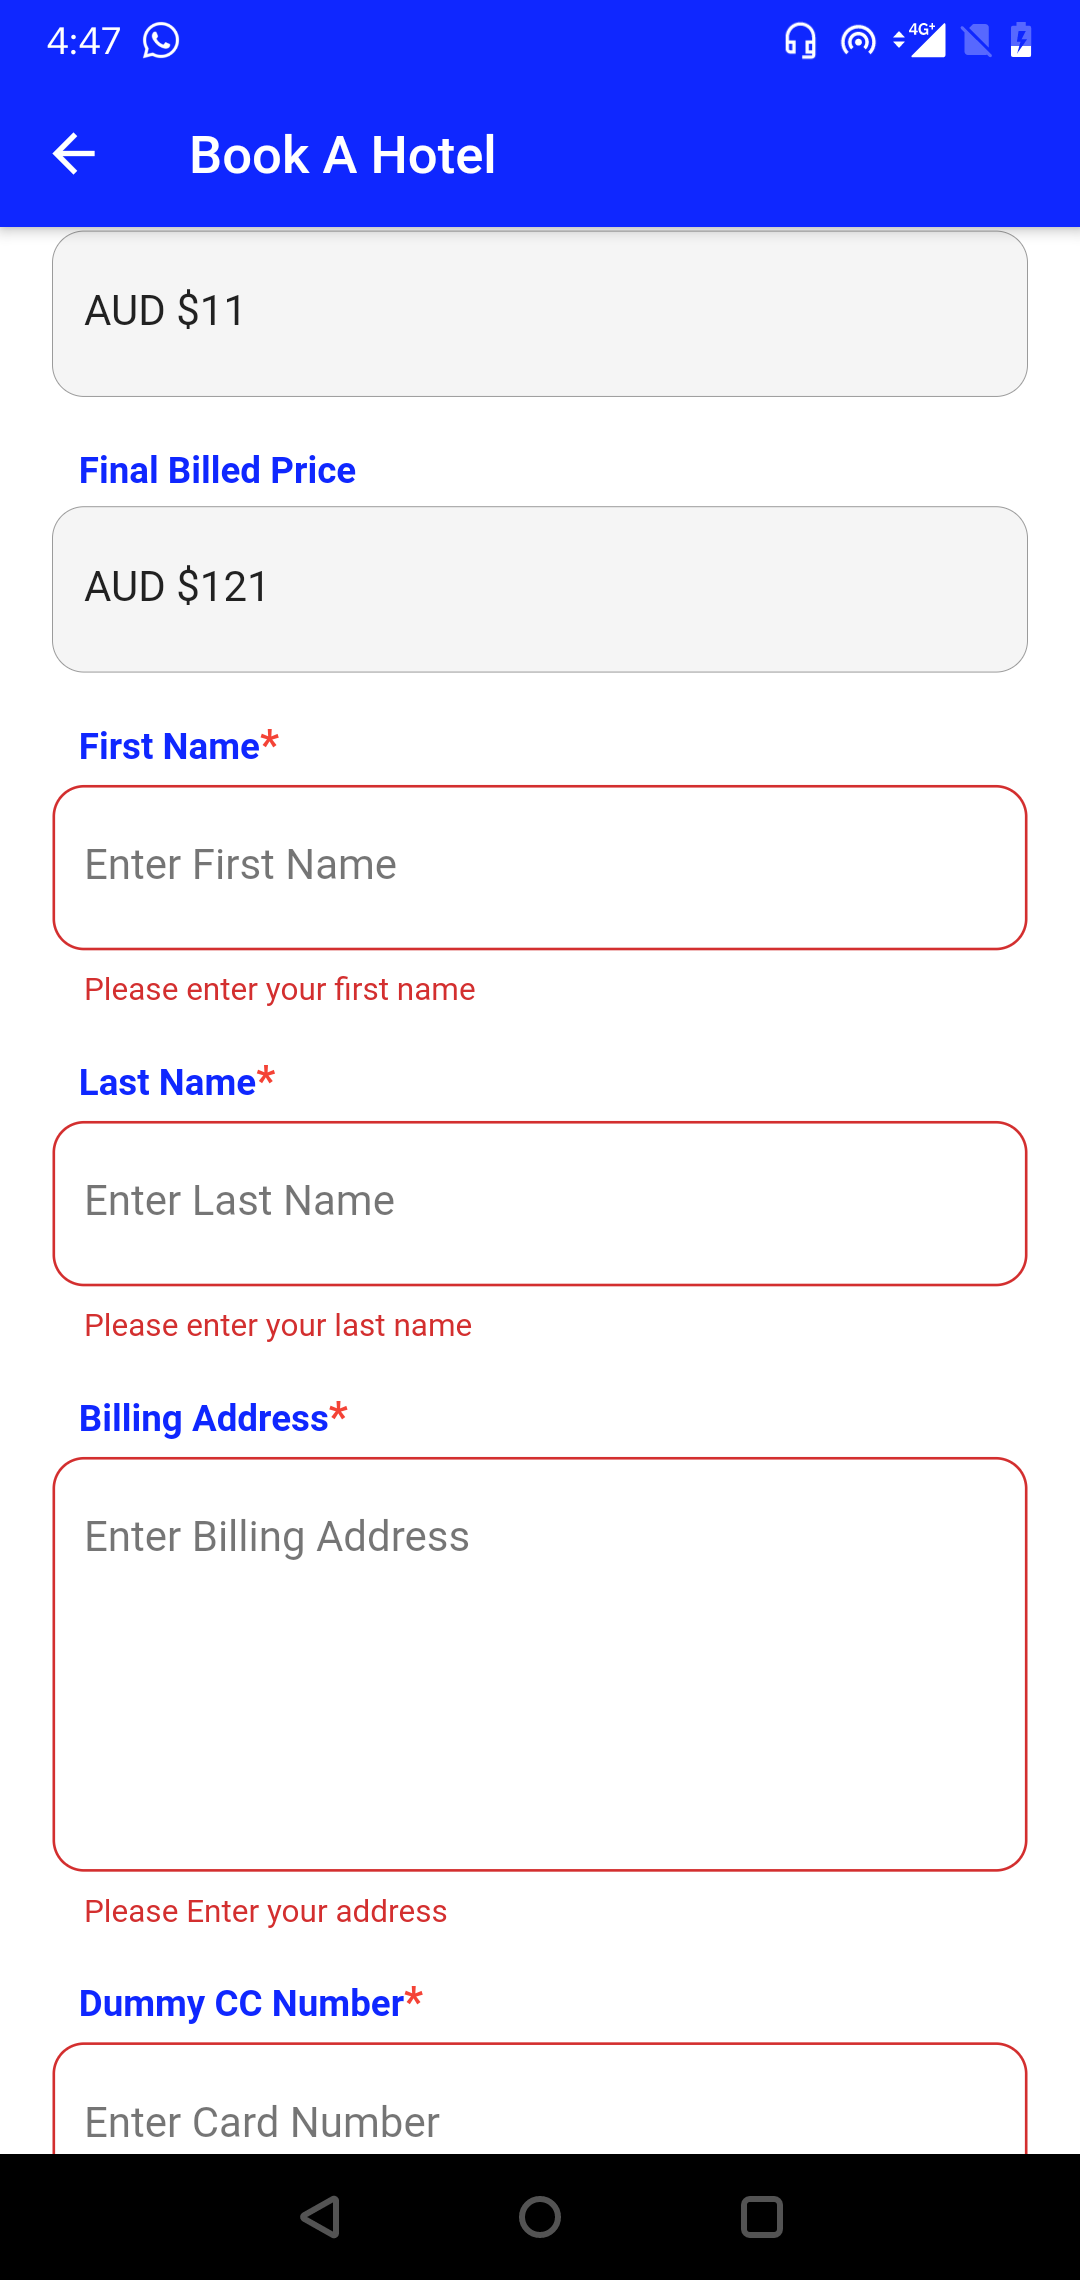 4:47
4G+
Book A Hotel
AUD $11
Final Billed Price
AUD $121
First Name*
Enter First Name
Please enter your first name
Last Name*
Enter Last Name
Please enter your last name
Billing Address*
Enter Billing Address
Please Enter your address
Dummy CC Number*
Enter Card Number